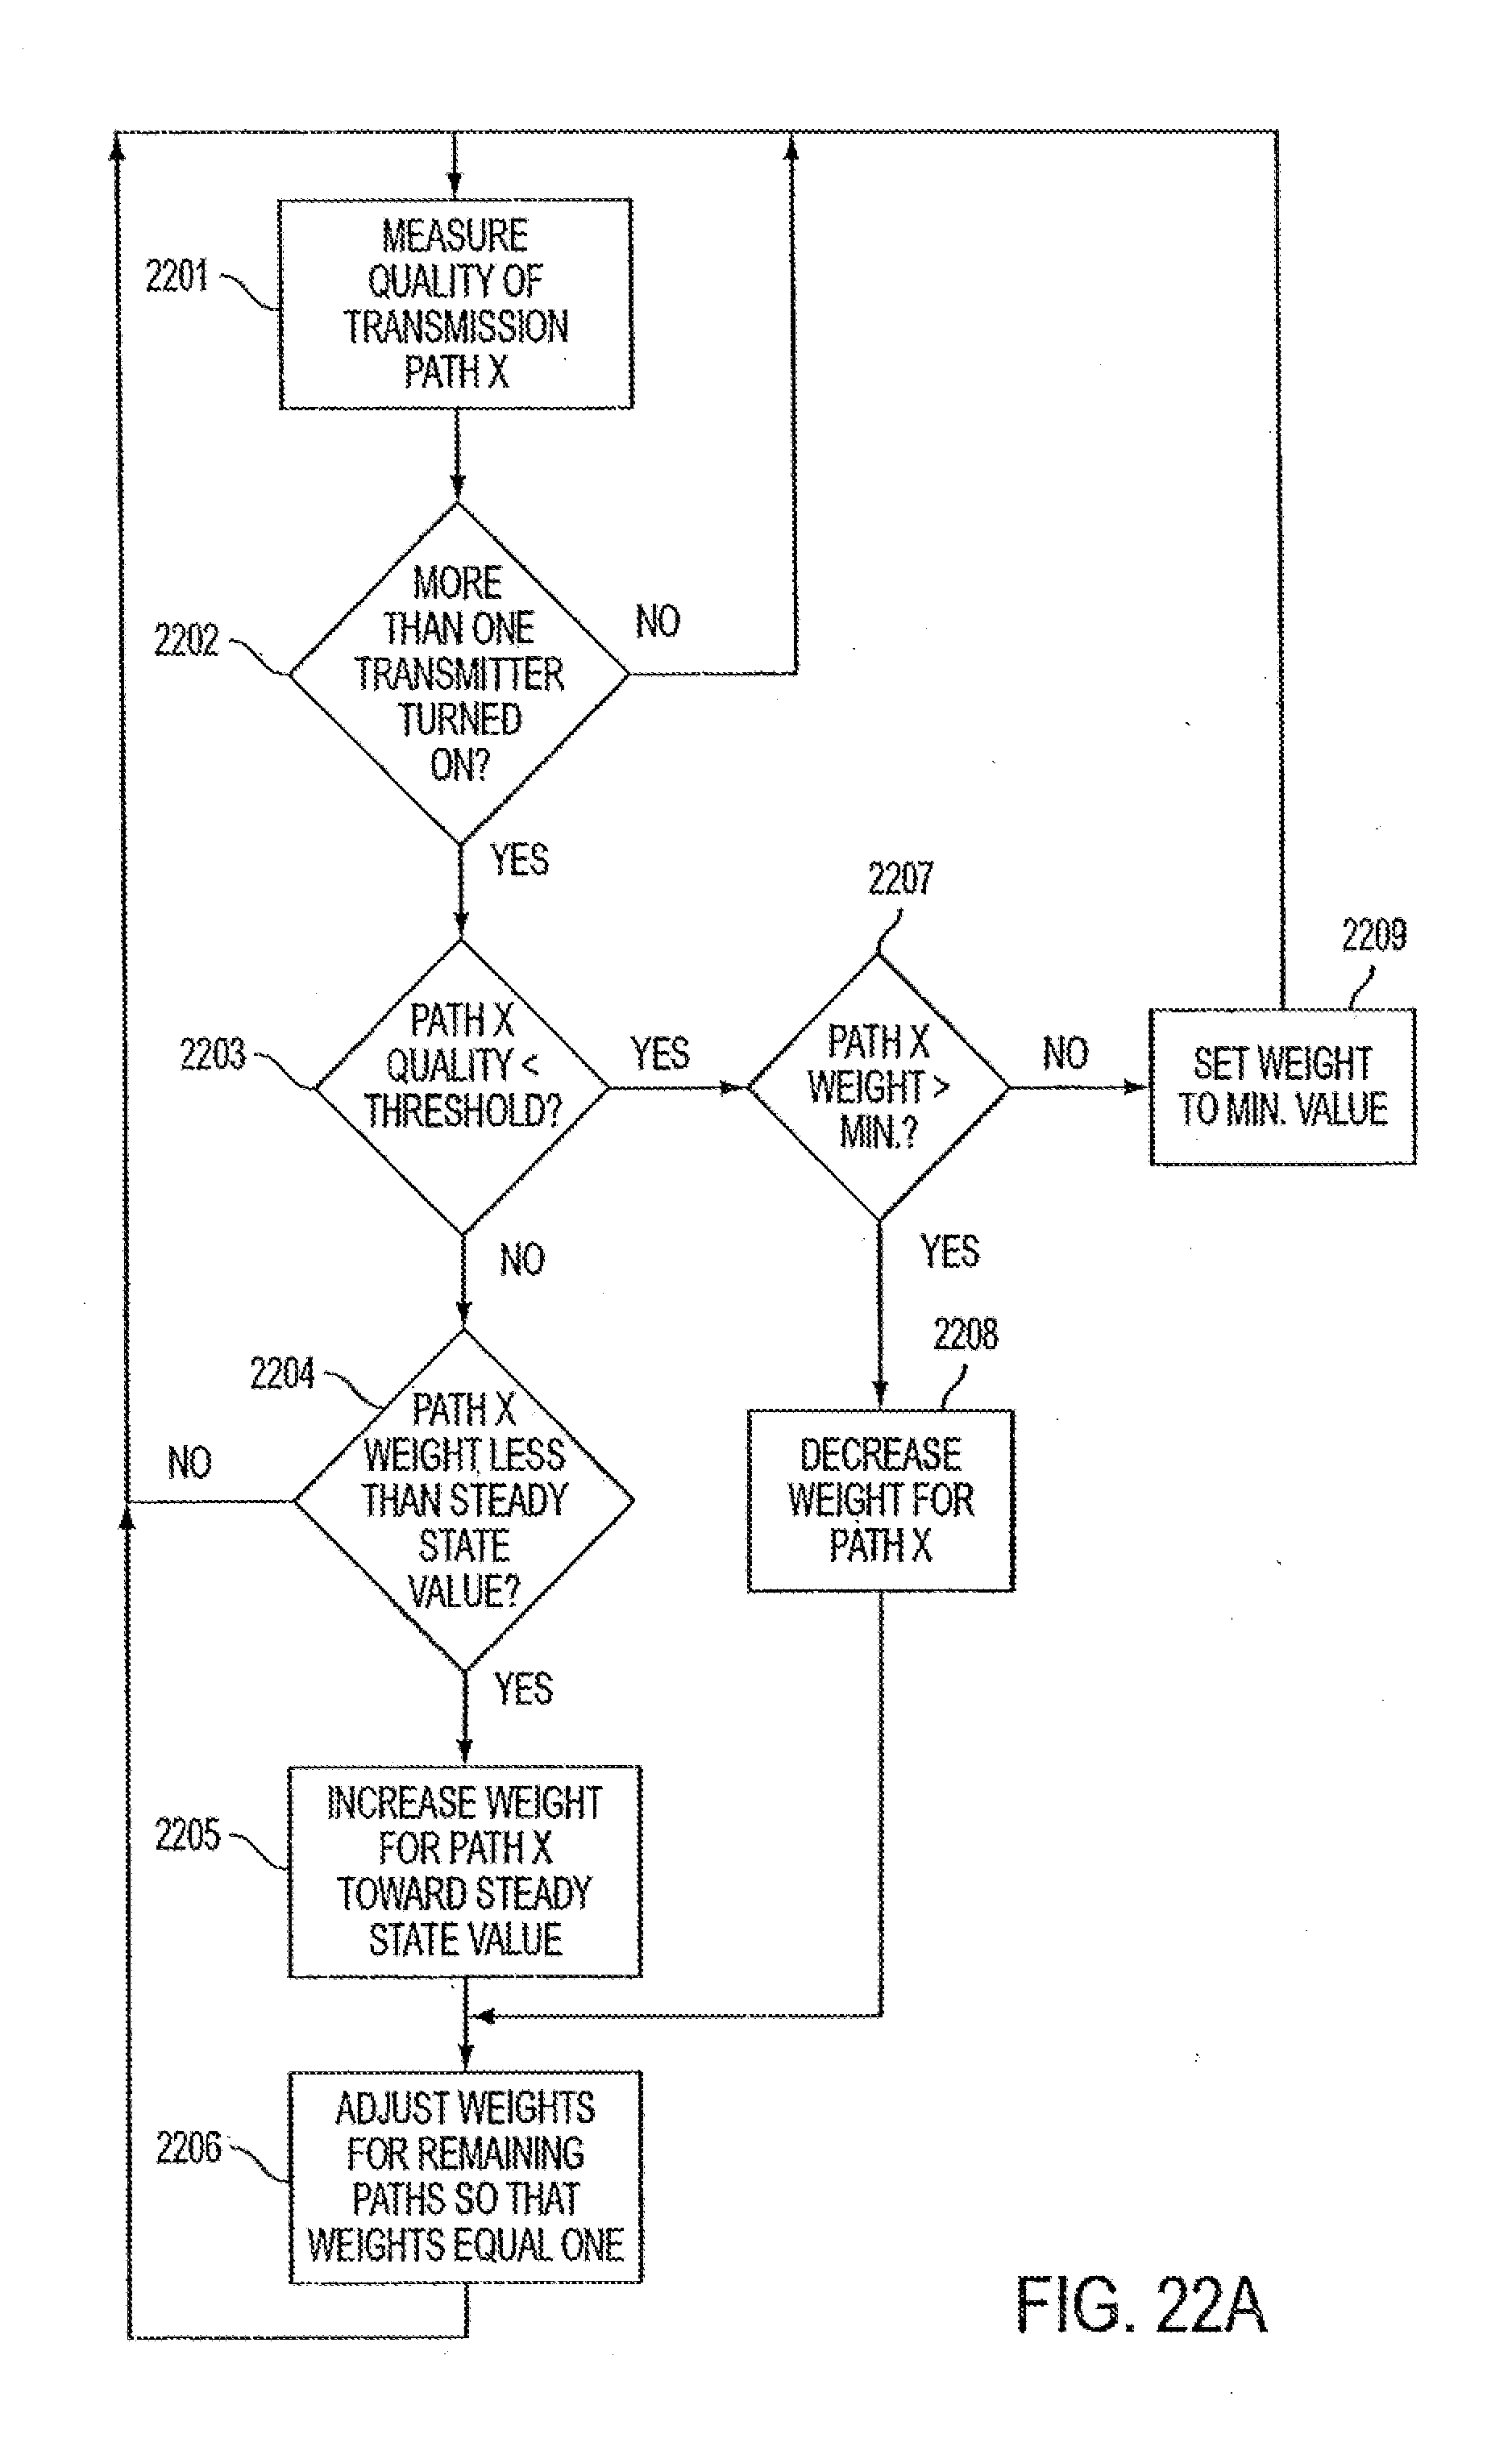 MEASURE
QUALITY OF
TRANSMISSION
PATH X
2201
MORE
THAN ONE
TRANSMITTER
TURNED
ON?
2202
NO
YES
PATH X
QUALITY <
THRESHOLD?
2203
YES
NO
2207
PATH X
WEIGHT >
MIN.?
NO
YES
2209
SET WEIGHT
TO MIN. VALUE
2204
PATH X
WEIGHT LESS
THAN STEADY
STATE
VALUE?
NO
YES
2208
DECREASE
WEIGHT FOR
PATH X
2205
INCREASE WEIGHT
FOR PATH X
TOWARD STEADY
STATE VALUE
2206
ADJUST WEIGHTS
FOR REMAINING
PATHS SO THAT
WEIGHTS EQUAL ONE
FIG. 22A